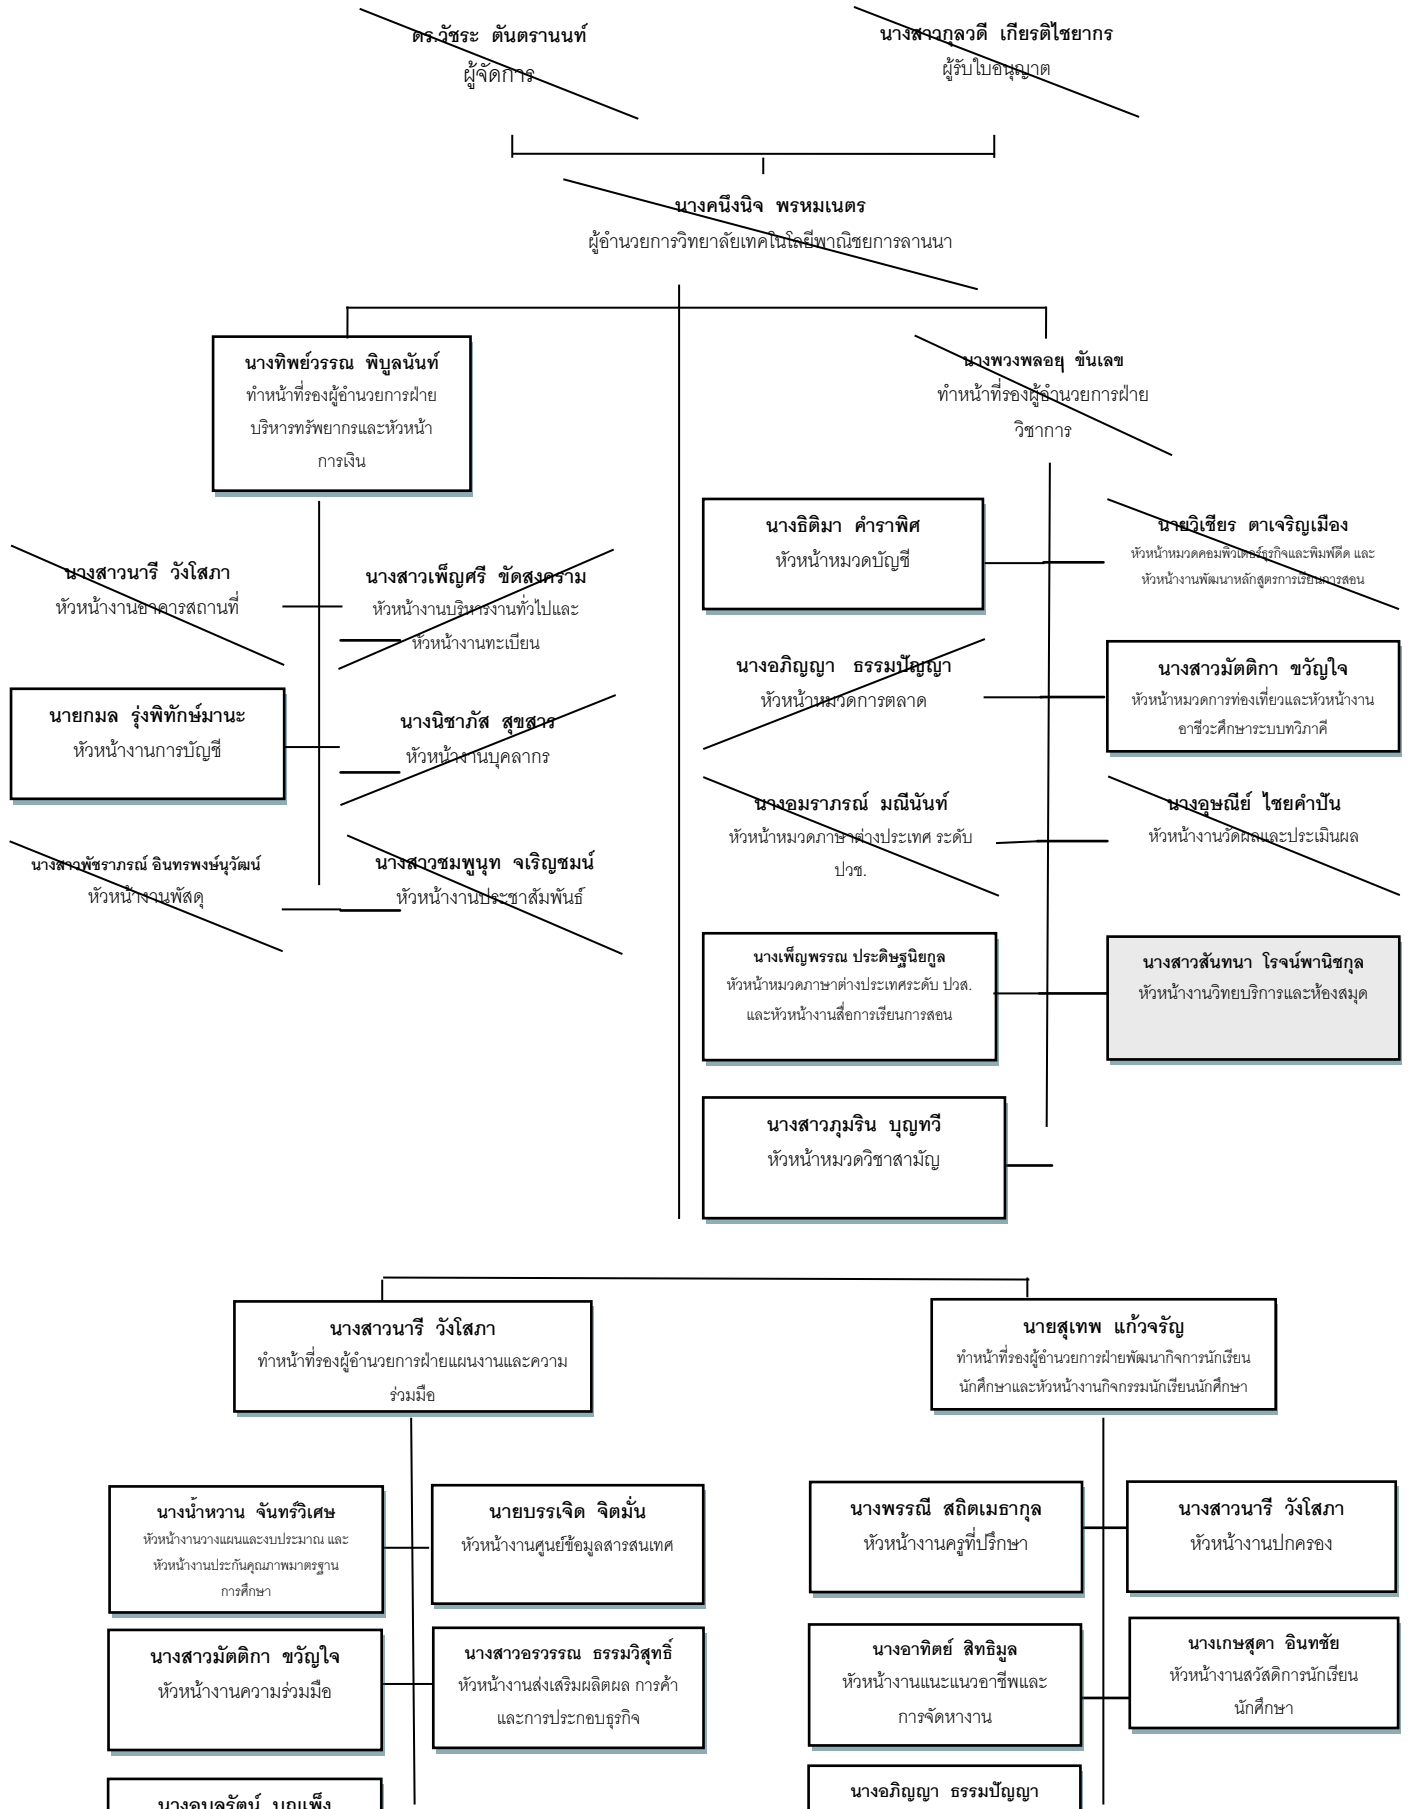 ดร.วัชระ ตันตรานนท์
ผู้จัดการ
นางสาวกุลวดี เกียรติไชยากร
ผู้รับใบอนุญาต
นางคนึงนิจ พรหมเนตร
ผู้อำนวยการวิทยาลัยเทคโนโลยีพาณิชยการลานนา
นางทิพย์วรรณ พิบูลนันท์
ทำหน้าที่รองผู้อำนวยการฝ่าย
บริหารทรัพยากรและหัวหน้า
การเงิน
นางพวงพลอยๆ ขันเลข
ทำหน้าที่รองผู้อำนวยการฝ่าย
วิชาการ
นางสาวนารี วังโสภา
หัวหน้างานอาคารสถานที่
นางสาวเพ็ญศรี ขัดสงคราม
หัวหน้างานบริหารงานทั่วไปและ
หัวหน้างานทะเบียน
นายกมล รุ่งพิทักษ์มานะ
หัวหน้างานการบัญชี
นางนิชาภัส สุขสาร
หัวหน้างานบุคลากร
นางสาวพัชราภรณ์ อินทรพงษ์นุวัฒน์
หัวหน้างานพัสดุ
นางสาวชมพูนุท จเริญชมน์
หัวหน้างานประชาสัมพันธ์
นางธิติมา คำราพิศ
หัวหน้าหมวดบัญชี
นายวิเชียร ตาเจริญเมือง
หัวหน้าหมวดคอมพิวเตอร์ธุรกิจและพิมพ์ดีด และ
หัวหน้างานพัฒนาหลักสูตรการเรียนการสอน
นางอภิญญา ธรรมปัญญา
หัวหน้าหมวดการตลาด
นางสาวมัตติกา ขวัญใจ
หัวหน้าหมวดการท่องเที่ยวและหัวหน้างาน
อาชีวะศึกษาระบบทวิภาคี
นางอมราภรณ์ มณีนันท์
หัวหน้าหมวดภาษาต่างประเทศ ระดับ
ปวช.
นางอุษณีย์ ไชยคำปัน
หัวหน้างานวัดผลและประเมินผล
นางเพ็ญพรรณ ประดิษฐนิยกูล
หัวหน้าหมวดภาษาต่างประเทศระดับ ปวส.
และหัวหน้างานสื่อการเรียนการสอน
นางสาวสันทนา โรจน์พานิชกุล
หัวหน้างานวิทยบริการและห้องสมุด
นางสาวภุมริน บุญทวี
หัวหน้าหมวดวิชาสามัญ
นางสาวนารี วังโสภา
ทำหน้าที่รองผู้อำนวยการฝ่ายแผนงานและความ
ร่วมมือ
นายสุเทพ แก้วจรัญ
ทำหน้าที่รองผู้อำนวยการฝ่ายพัฒนากิจการนักเรียน
นักศึกษาและหัวหน้างานกิจกรรมนักเรียนนักศึกษา
นางน้ำหวาน จันทร์วิเศษ
หัวหน้างานวางแผนและงบประมาณ และ
หัวหน้างานประกันคุณภาพมาตรฐาน
การศึกษา
นายบรรเจิด จิตมั่น
หัวหน้างานศูนย์ข้อมูลสารสนเทศ
นางสาวมัตติกา ขวัญใจ
หัวหน้างานความร่วมมือ
นางสาวอรวรรณ ธรรมวิสุทธิ์
หัวหน้างานส่งเสริมผลิตผล การค้า
และการประกอบธุรกิจ
นางอุบลรัตน์ บุญเพ็ง
นางพรรณี สถิตเมธากุล
หัวหน้างานครูที่ปรึกษา
นางสาวนารี วังโสภา
หัวหน้างานปกครอง
นางอาทิตย์ สิทธิมูล
หัวหน้างานแนะแนวอาชีพและ
การจัดหางาน
นางเกษสุดา อินทชัย
หัวหน้างานสวัสดิการนักเรียน
นักศึกษา
นางอภิญญา ธรรมปัญญา